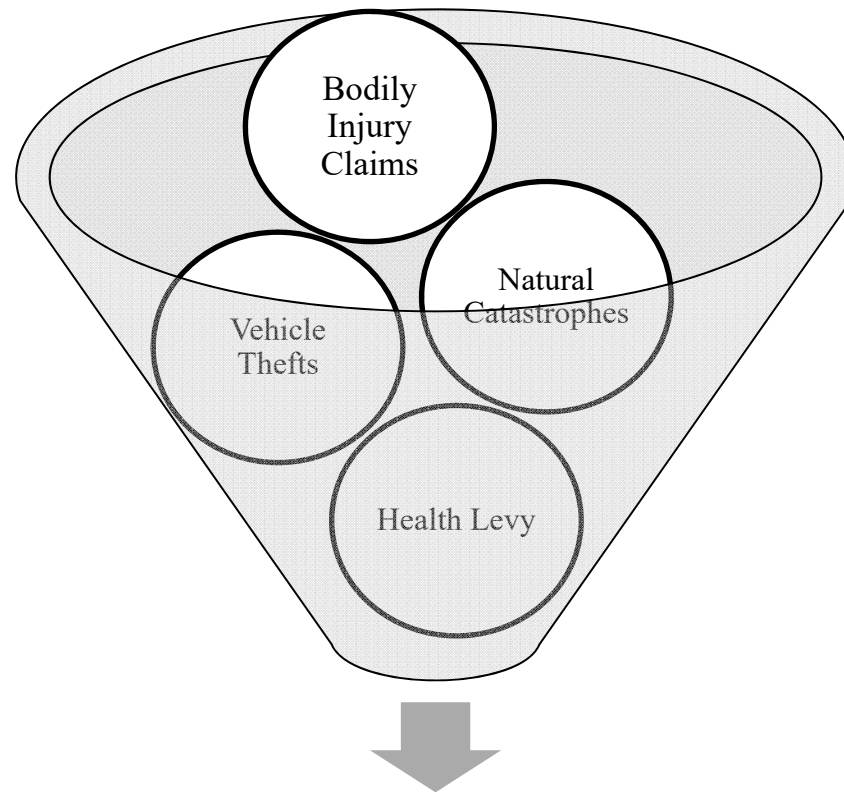 Bodily
Injury
Claims
Natural
Catastrophes
Vehicle
Thefts
Health Levy